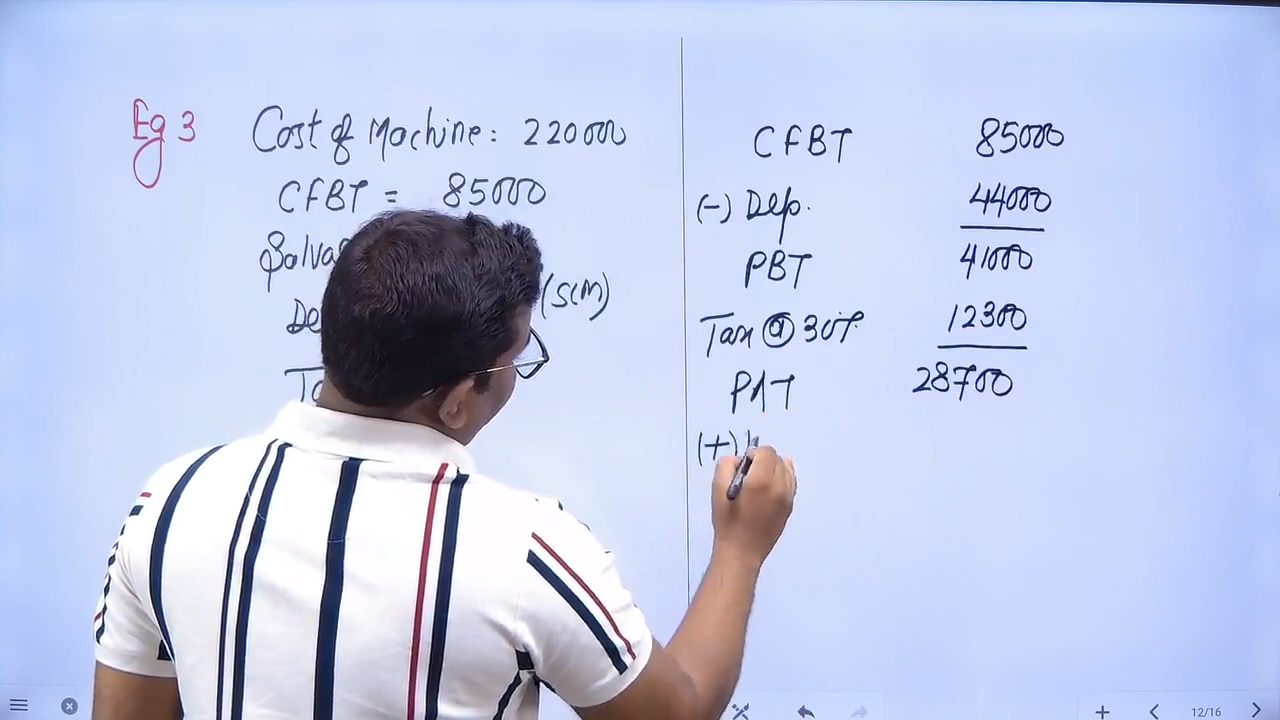 Eg 3
Cost of Machine: 220000
CFBT = 85000
(SLM)
CFBT 85000
(-) Dep. 44000
PBT 41000
Tax @ 30% 12300
PAT 28700
(+)
12/16